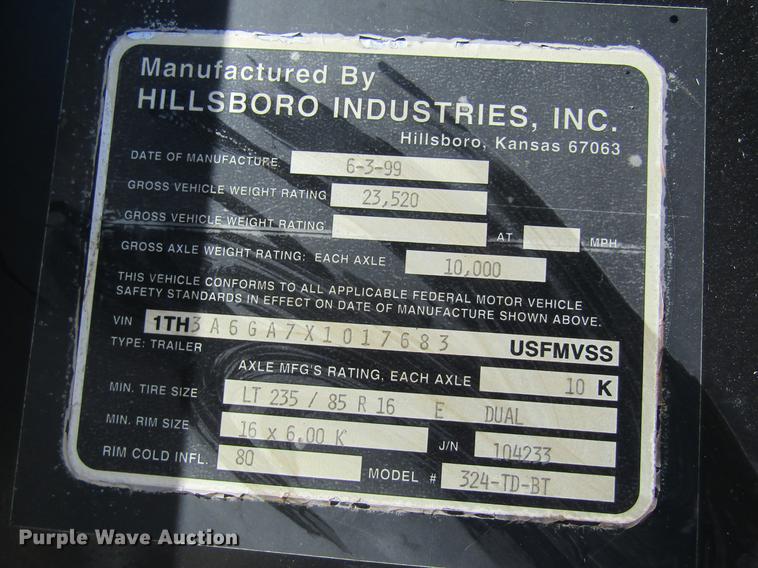 Manufactured By
HILLSBORO INDUSTRIES, INC.
Hillsboro, Kansas 67063
DATE OF MANUFACTURE 6-3-99
GROSS VEHICLE WEIGHT RATING 23,520
GROSS VEHICLE WEIGHT RATING AT MPH
GROSS AXLE WEIGHT RATING: EACH AXLE 10,000
THIS VEHICLE CONFORMS TO ALL APPLICABLE FEDERAL MOTOR VEHICLE
SAFETY STANDARDS IN EFFECT ON DATE OF MANUFACTURE SHOWN ABOVE.
VIN 1TH3A6GA7X1017683 USFMVSS
TYPE: TRAILER
AXLE MFG'S RATING, EACH AXLE 10 K
MIN. TIRE SIZE LT 235 / 85 R 16 E DUAL
MIN. RIM SIZE 16 x 6.00 K J/N 104233
RIM COLD INFL. 80 MODEL # 324-TD-BT
Purple Wave Auction